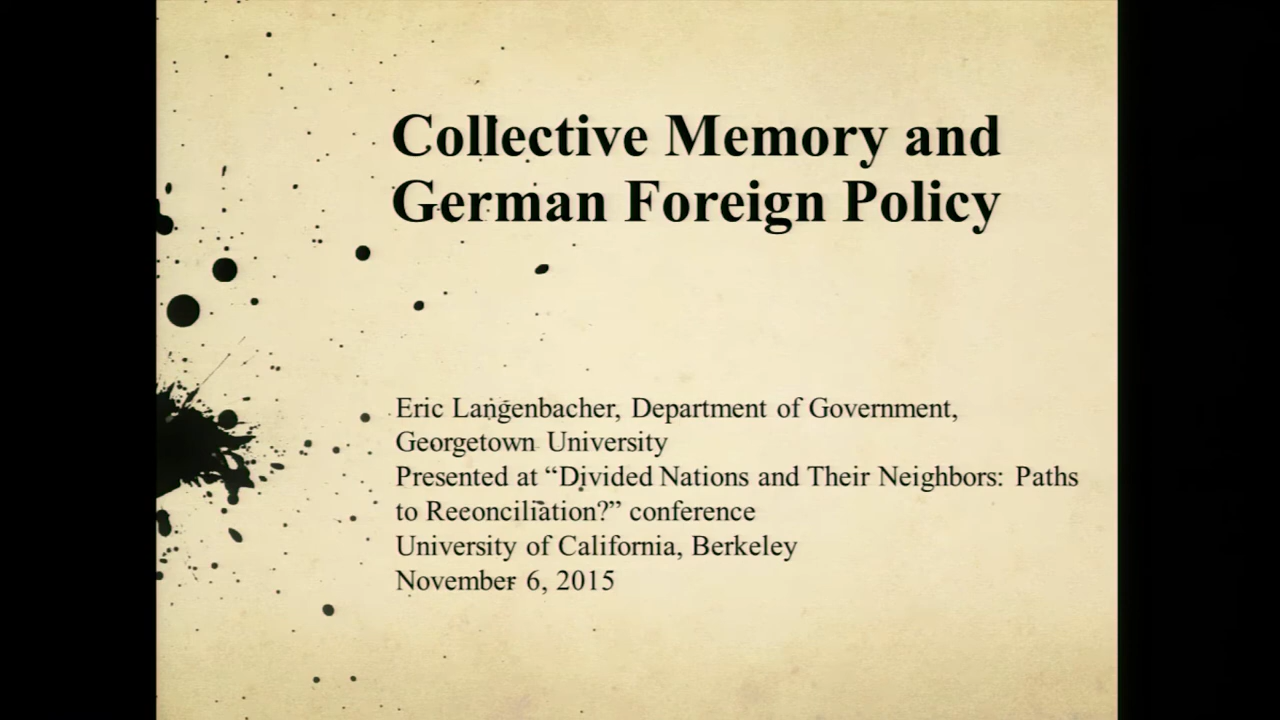 Collective Memory and
German Foreign Policy
Eric Langenbacher, Department of Government,
Georgetown University
Presented at “Divided Nations and Their Neighbors: Paths
to Reconciliation?” conference
University of California, Berkeley
November 6, 2015